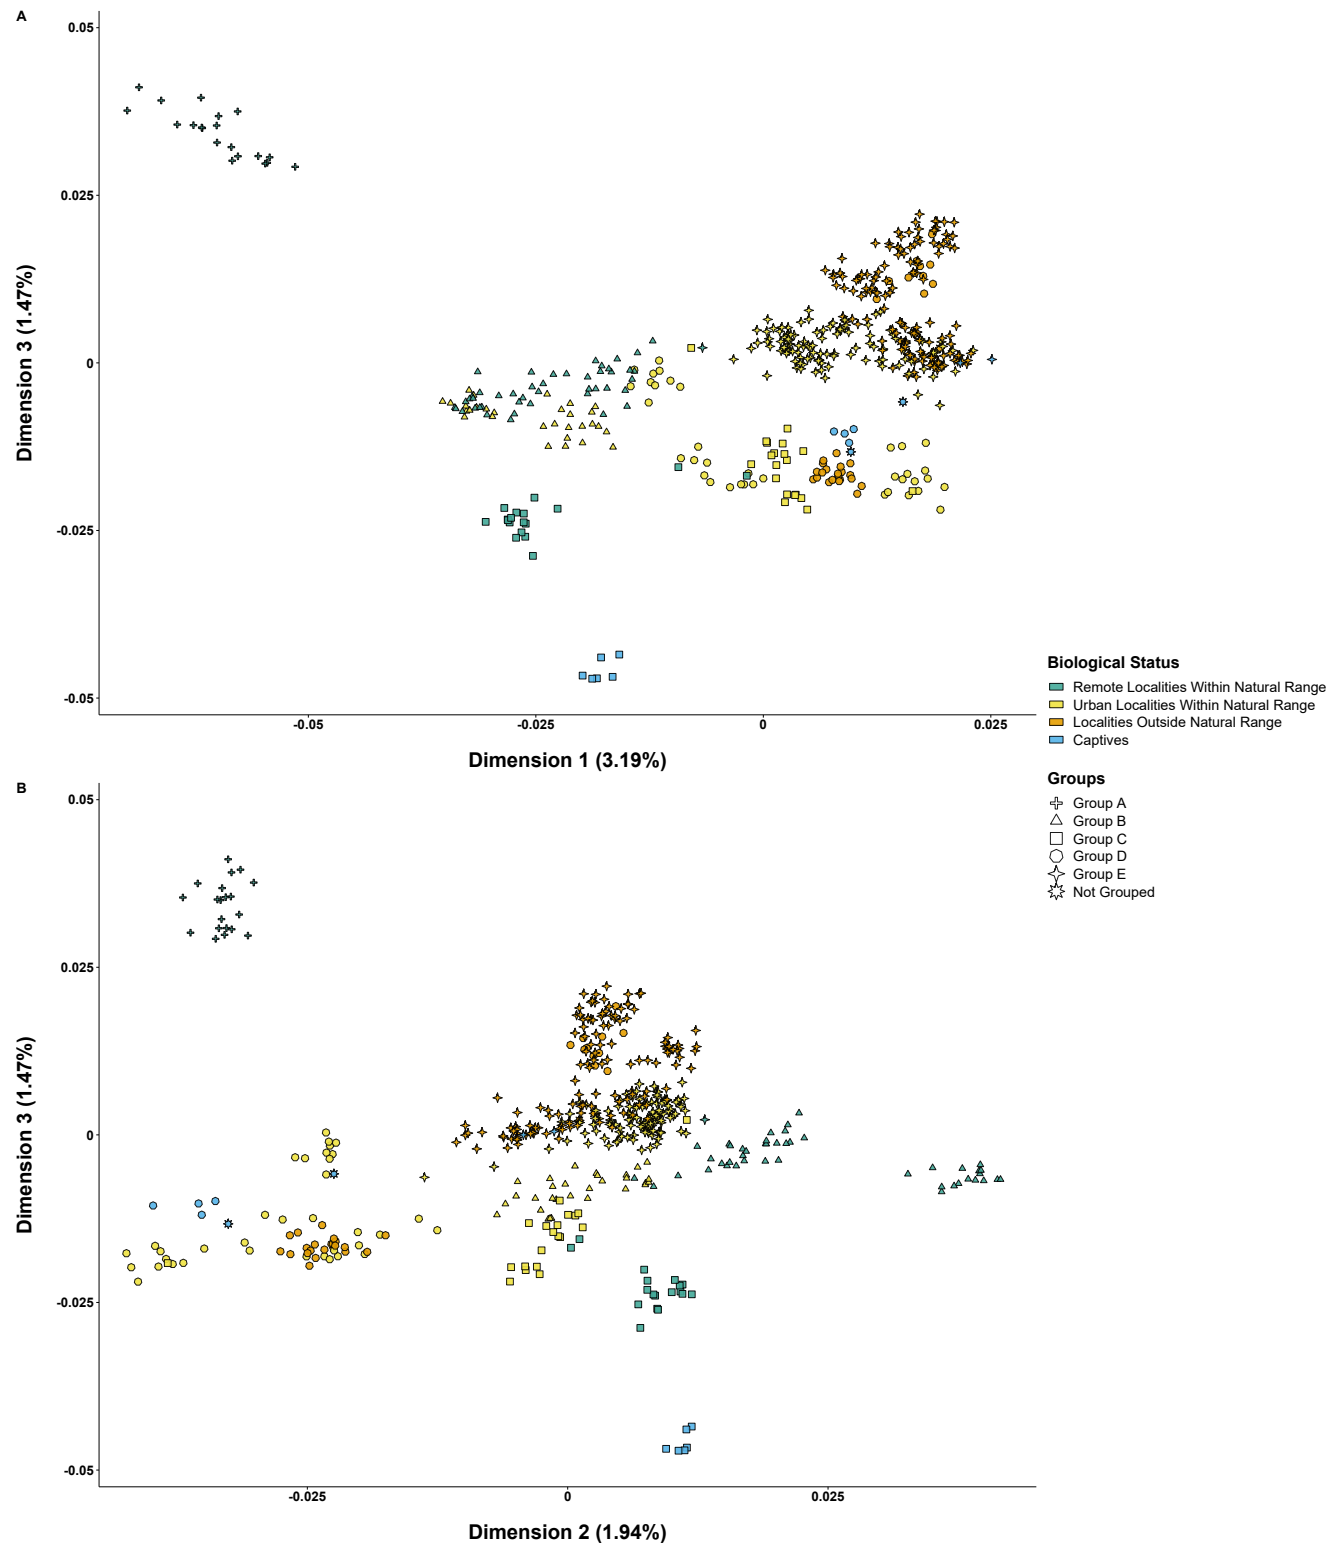 A
0.05
0.025
0
-0.025
-0.05
Dimension 3 (1.47%)
-0.05
-0.025
0
0.025
Dimension 1 (3.19%)
Biological Status
Remote Localities Within Natural Range
Urban Localities Within Natural Range
Localities Outside Natural Range
Captives
Groups
Group A
Group B
Group C
Group D
Group E
Not Grouped
B
0.05
0.025
0
-0.025
-0.05
Dimension 3 (1.47%)
-0.025
0
0.025
Dimension 2 (1.94%)